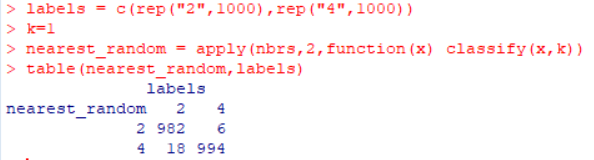 > labels = c(rep("2",1000),rep("4",1000))
> k=1
> nearest_random = apply(nbrs,2,function(x) classify(x,k))
> table(nearest_random,labels)
              labels
nearest_random   2   4
             2 982   6
             4  18 994